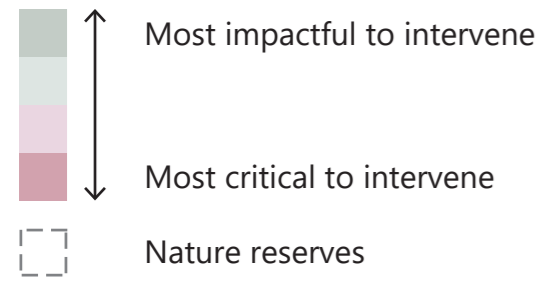 Most impactful to intervene
Most critical to intervene
Nature reserves